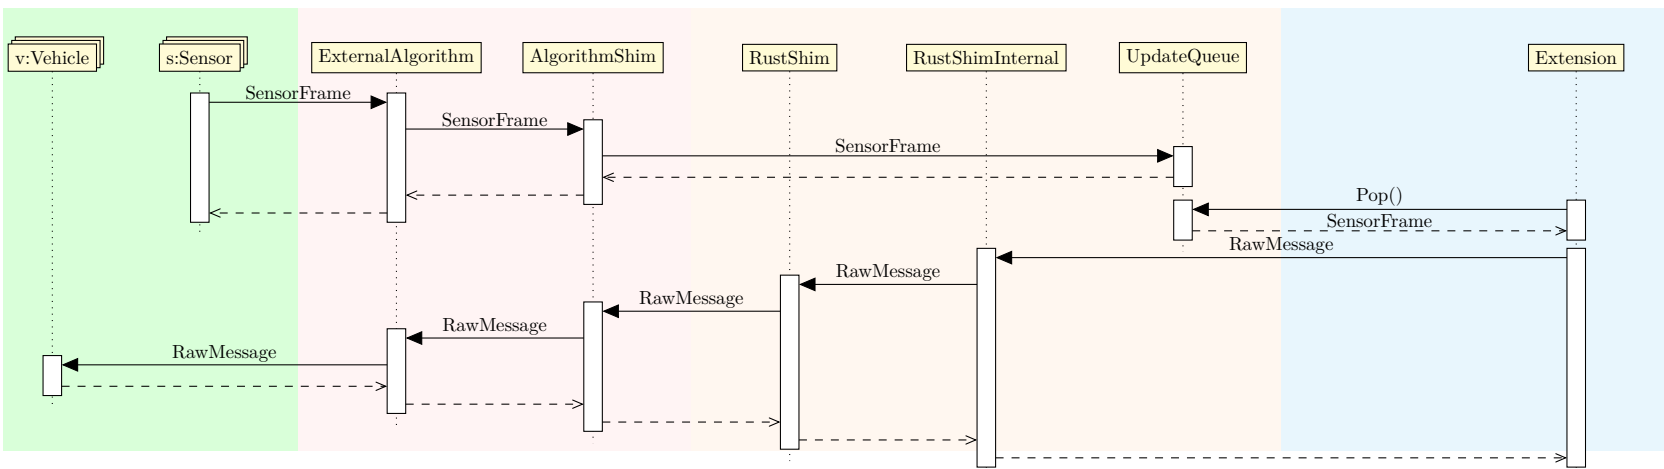 v:Vehicle
s:Sensor
ExternalAlgorithm
AlgorithmShim
RustShim
RustShimInternal
UpdateQueue
Extension
SensorFrame
SensorFrame
SensorFrame
Pop()
SensorFrame
RawMessage
RawMessage
RawMessage
RawMessage
RawMessage